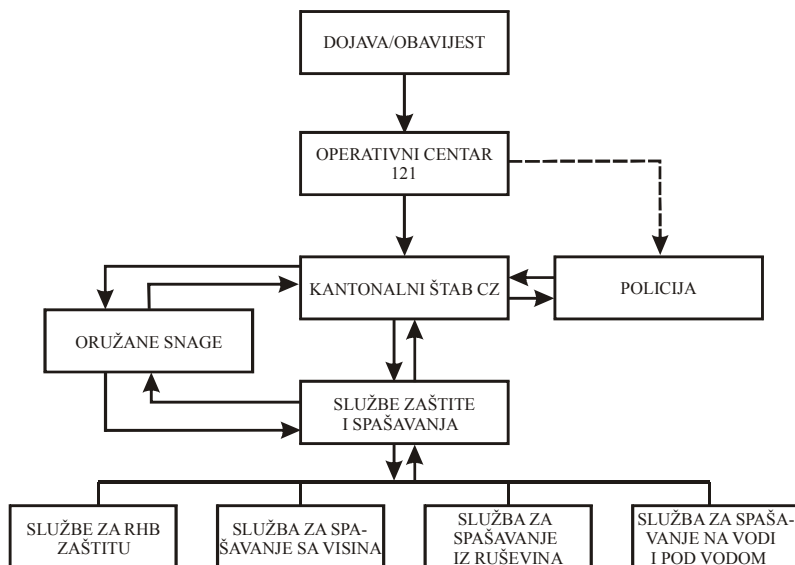 DOJAVA/OBAVIJEST
OPERATIVNI CENTAR
121
KANTONALNI ŠTAB CZ
POLICIJA
ORUŽANE SNAGE
SLUŽBE ZAŠTITE
I SPAŠAVANJA
SLUŽBE ZA RHB
ZAŠTITU
SLUŽBA ZA SPA-
ŠAVANJE SA VISINA
SLUŽBA ZA
SPAŠAVANJE
IZ RUŠEVINA
SLUŽBA ZA SPAŠA-
VANJE NA VODI
I POD VODOM